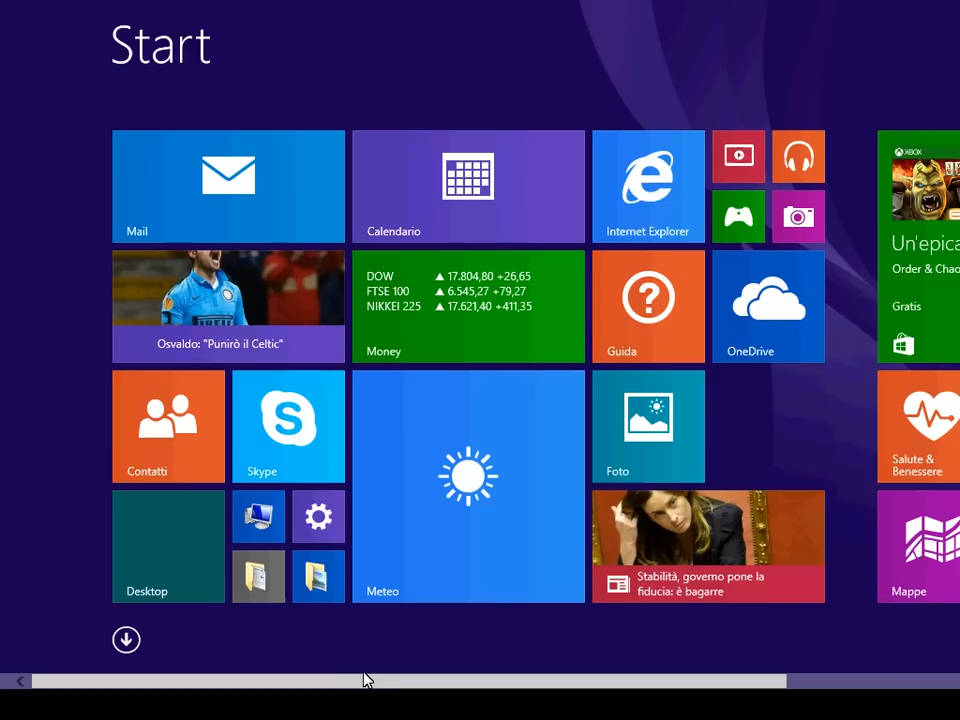 Start
Mail
Calendario
Internet Explorer
XBOX
Un'epica
Order & Chao
Gratis
Osvaldo: "Punirò il Celtic"
DOW ▲ 17.804,80 +26,65
FTSE 100 ▲ 6.545,27 +79,27
NIKKEI 225 ▲ 17.621,40 +411,35
Money
Guida
OneDrive
Contatti
Skype
Meteo
Foto
Salute &
Benessere
Desktop
Stabilità, governo pone la
fiducia: è bagarre
Mappe